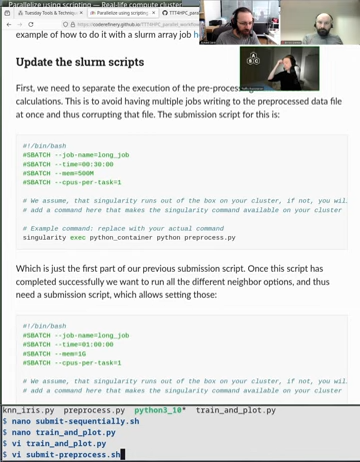 Parallelize using scripting — Real-life compute cluster
Tuesday Tools & Techniqu
Parallelize using scripting
TTT4HPC_paral
https://coderefinery.github.io/TTT4HPC_parallel_workflow
example of how to do it with a slurm array job
Update the slurm scripts
First, we need to separate the execution of the pre-process
calculations. This is to avoid having multiple jobs writing to the preprocessed data file
at once and thus corrupting that file. The submission script for this is:
#!/bin/bash
#SBATCH --job-name=long_job
#SBATCH --time=00:30:00
#SBATCH --mem=500M
#SBATCH --cpus-per-task=1
# We assume, that singularity runs out of the box on your cluster, if not, you wil
# add a command here that makes the singularity command available on your cluster
# Example command: replace with your actual command
singularity exec python_container python preprocess.py
Which is just the first part of our previous submission script. Once this script has
completed successfully we want to run all the different neighbor options, and thus
need a submission script, which allows setting those:
#!/bin/bash
#SBATCH --job-name=long_job
#SBATCH --time=01:00:00
#SBATCH --mem=1G
#SBATCH --cpus-per-task=1
# We assume, that singularity runs out of the box on your cluster, if not, you wil
# add a command here that makes the singularity command available on your cluster
knn_iris.py preprocess.py python3_10* train_and_plot.py
$ nano submit-sequentially.sh
$ nano train_and_plot.py
$ vi train_and_plot.py
$ vi submit-preprocess.sh